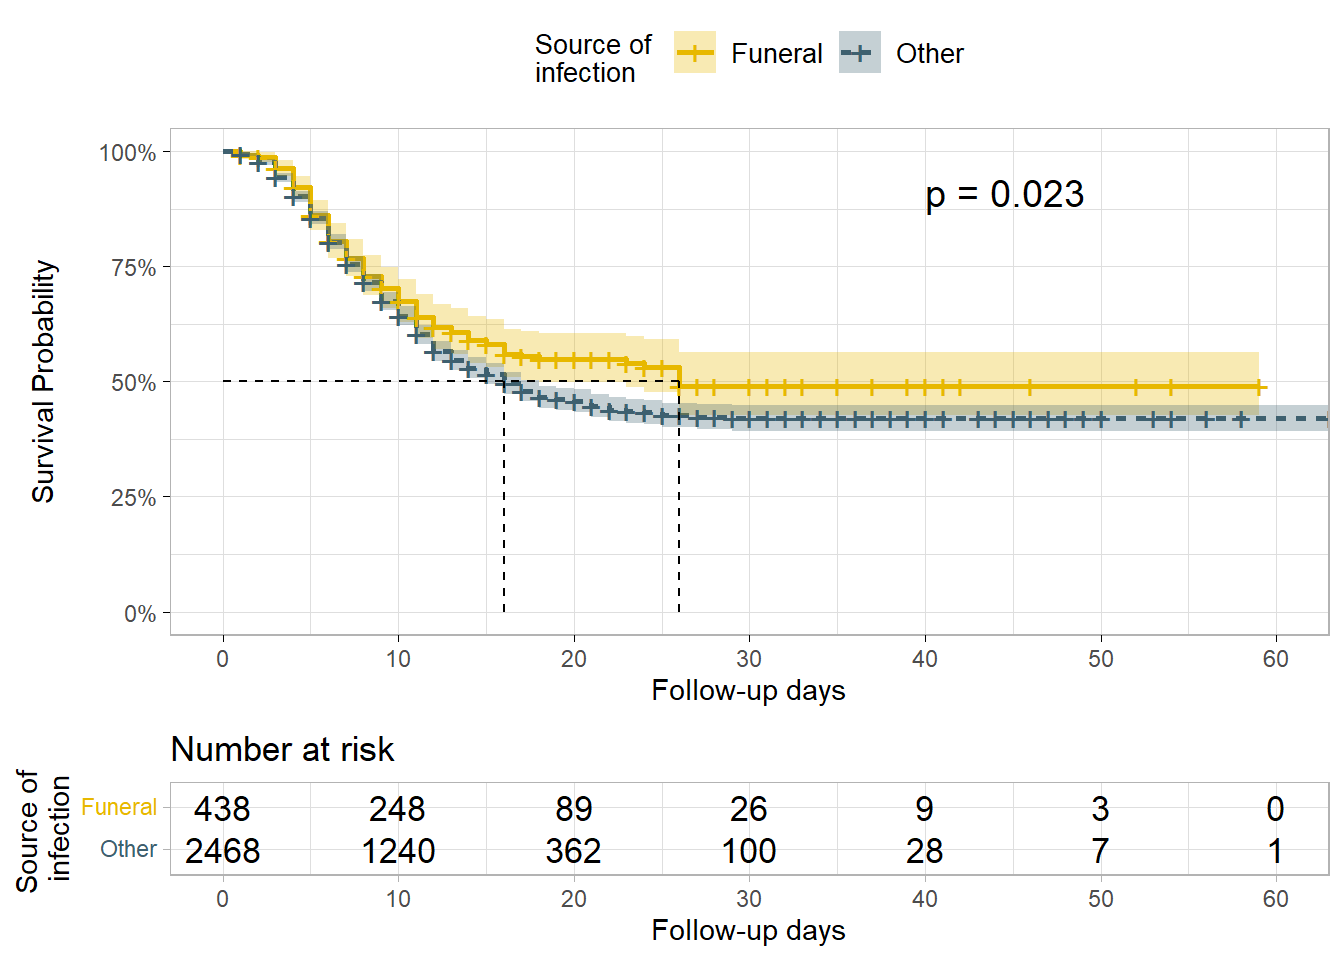 Source of
infection
Funeral
Other
100%
75%
50%
25%
0%
Survival Probability
p = 0.023
0 10 20 30 40 50 60
Follow-up days
Number at risk
Source of
infection
Funeral 438 248 89 26 9 3 0
Other 2468 1240 362 100 28 7 1
0 10 20 30 40 50 60
Follow-up days